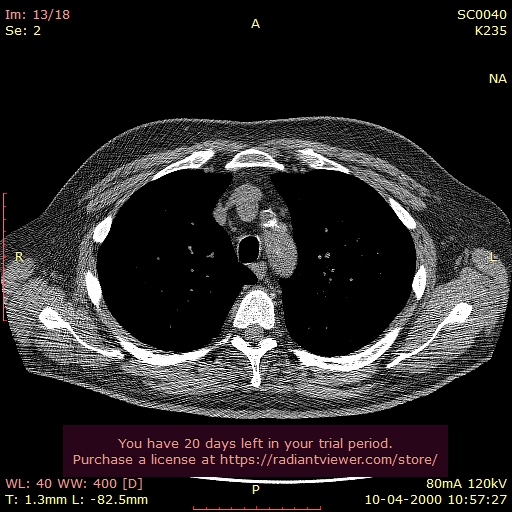 Im: 13/18
Se: 2
A
SC0040
K235
NA
R
L
You have 20 days left in your trial period.
Purchase a license at https://radiantviewer.com/store/
WL: 40 WW: 400 [D]
T: 1.3mm L: -82.5mm
P
80mA 120kV
10-04-2000 10:57:27